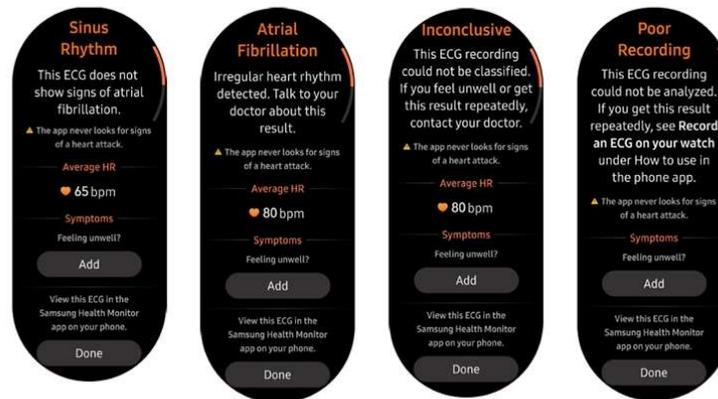 Sinus
Rhythm
This ECG does not
show signs of atrial
fibrillation.
The app never looks for signs
of a heart attack.
Average HR
65 bpm
Symptoms
Feeling unwell?
Add
View this ECG in the
Samsung Health Monitor
app on your phone.
Done
Atrial
Fibrillation
Irregular heart rhythm
detected. Talk to your
doctor about this
result.
The app never looks for signs
of a heart attack.
Average HR
80 bpm
Symptoms
Feeling unwell?
Add
View this ECG in the
Samsung Health Monitor
app on your phone.
Done
Inconclusive
This ECG recording
could not be classified.
If you feel unwell or get
this result repeatedly,
contact your doctor.
The app never looks for signs
of a heart attack.
Average HR
80 bpm
Symptoms
Feeling unwell?
Add
View this ECG in the
Samsung Health Monitor
app on your phone.
Done
Poor
Recording
This ECG recording
could not be analyzed.
If you get this result
repeatedly, see Record
an ECG on your watch
under How to use in
the phone app.
The app never looks for signs
of a heart attack.
Symptoms
Feeling unwell?
Add
View this ECG in the
Samsung Health Monitor
app on your phone.
Done